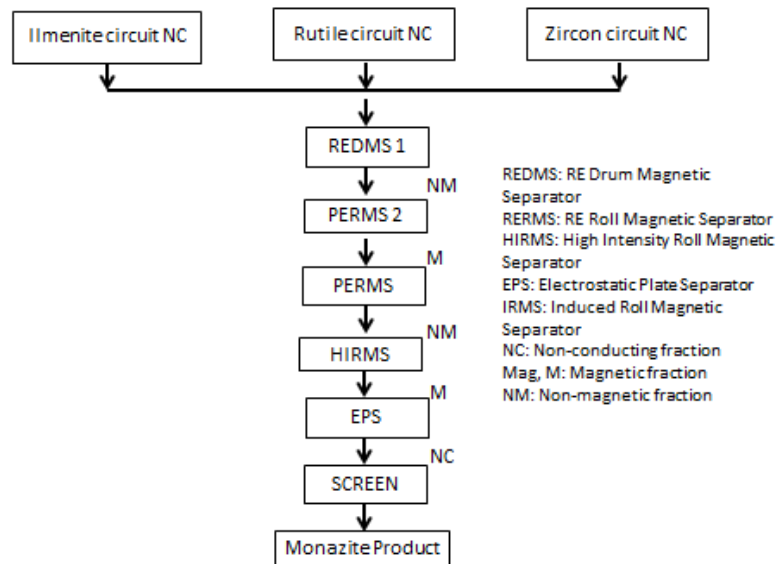 Ilmenite circuit NC
Rutile circuit NC
Zircon circuit NC
REDMS 1
NM
PERMS 2
M
PERMS
NM
HIRMS
M
EPS
NC
SCREEN
Monazite Product
REDMS: RE Drum Magnetic
Separator
RERMS: RE Roll Magnetic Separator
HIRMS: High Intensity Roll Magnetic
Separator
EPS: Electrostatic Plate Separator
IRMS: Induced Roll Magnetic
Separator
NC: Non-conducting fraction
Mag, M: Magnetic fraction
NM: Non-magnetic fraction